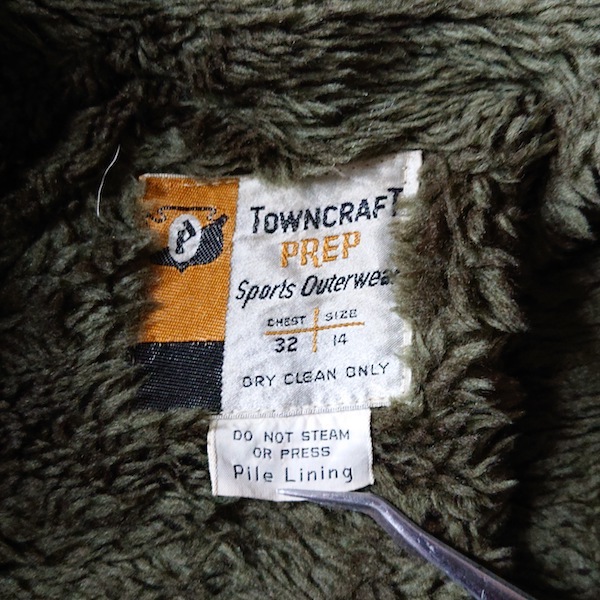 TOWNCRAFT
PREP
Sports Outerwear
CHEST SIZE
32 14
DRY CLEAN ONLY
DO NOT STEAM
OR PRESS
Pile Lining